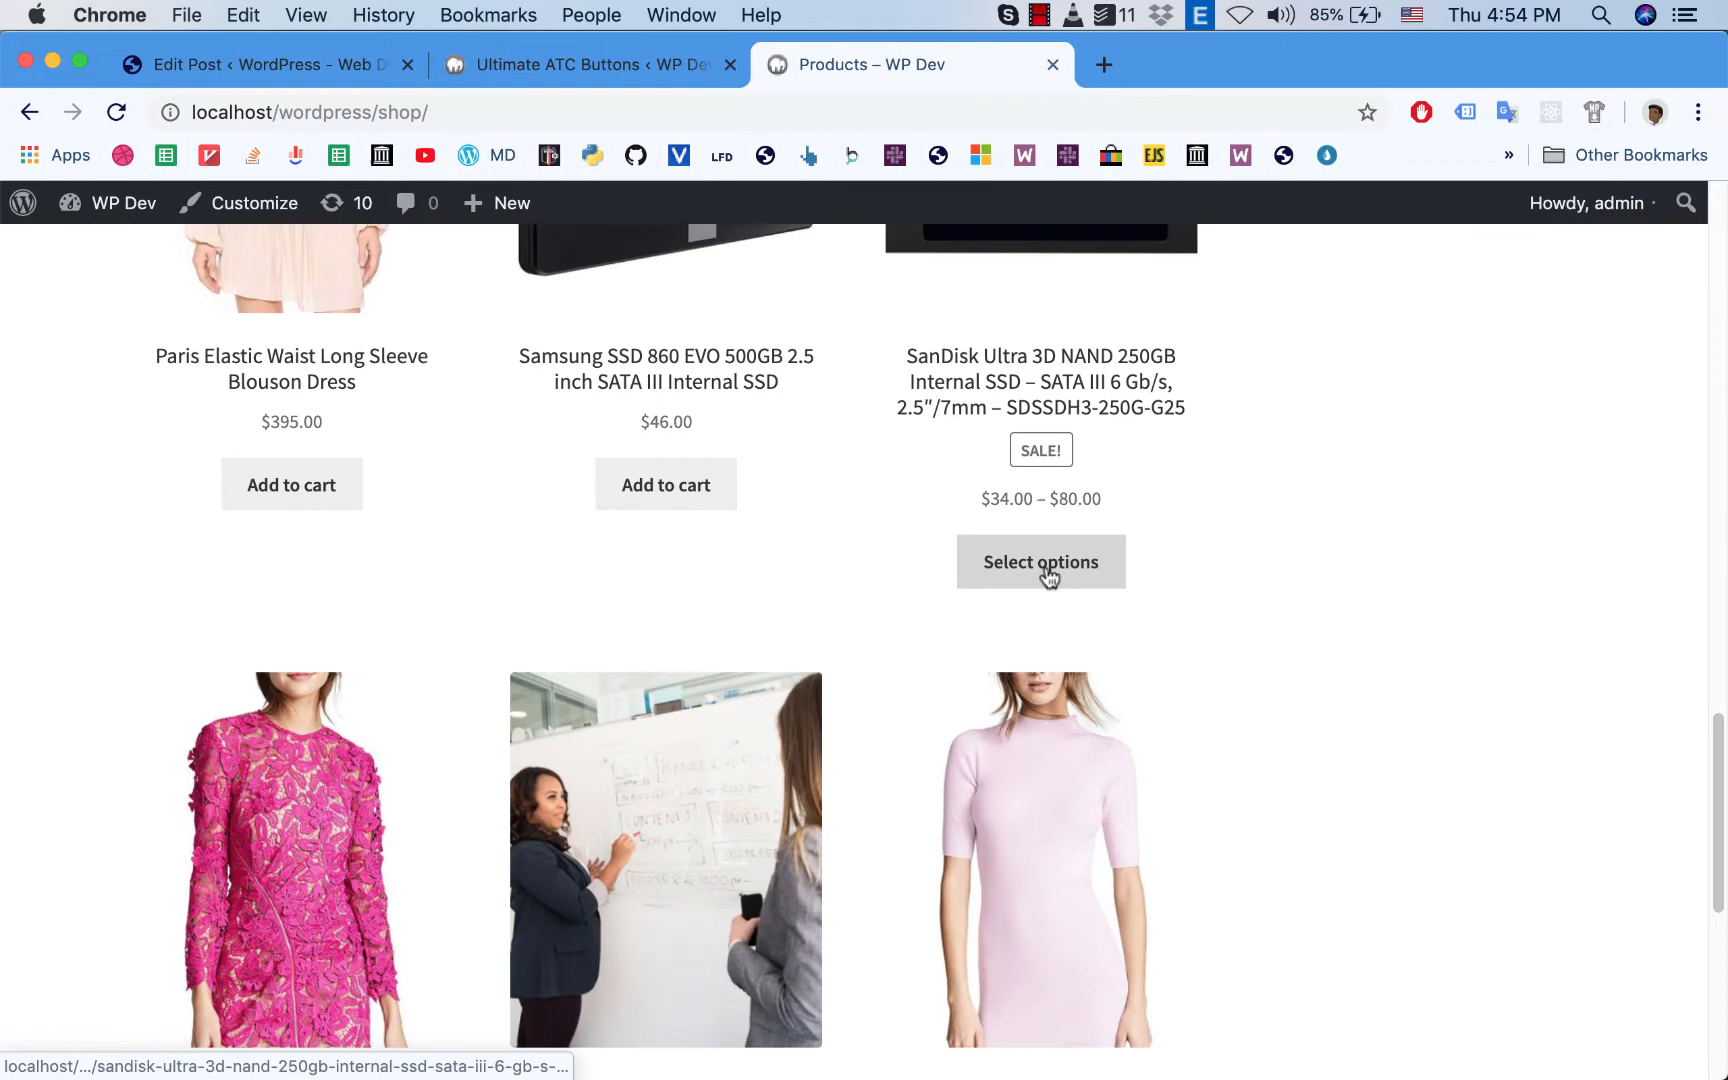 Chrome File Edit View History Bookmarks People Window Help 11 E 85% Thu 4:54 PM
Edit Post ‹ WordPress - Web D Ultimate ATC Buttons ‹ WP De Products – WP Dev
localhost/wordpress/shop/
Apps MD LFD V W EJS W » Other Bookmarks
WP Dev Customize 10 0 New Howdy, admin
Paris Elastic Waist Long Sleeve
Blouson Dress
$395.00
Add to cart
Samsung SSD 860 EVO 500GB 2.5
inch SATA III Internal SSD
$46.00
Add to cart
SanDisk Ultra 3D NAND 250GB
Internal SSD – SATA III 6 Gb/s,
2.5″/7mm – SDSSDH3-250G-G25
SALE!
$34.00 – $80.00
Select options
CONTENT
localhost/.../sandisk-ultra-3d-nand-250gb-internal-ssd-sata-iii-6-gb-s-...